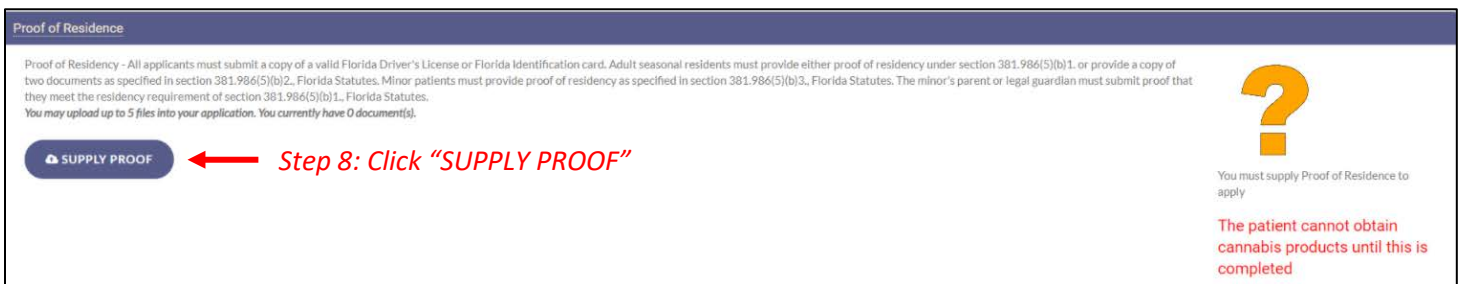 Proof of Residence
Proof of Residency - All applicants must submit a copy of a valid Florida Driver's License or Florida Identification card. Adult seasonal residents must provide either proof of residency under section 381.986(5)(b)1. or provide a copy of
two documents as specified in section 381.986(5)(b)2., Florida Statutes. Minor patients must provide proof of residency as specified in section 381.986(5)(b)3., Florida Statutes. The minor's parent or legal guardian must submit proof that
they meet the residency requirement of section 381.986(5)(b)1., Florida Statutes.
You may upload up to 5 files into your application. You currently have 0 document(s).
SUPPLY PROOF
Step 8: Click “SUPPLY PROOF”
?
You must supply Proof of Residence to
apply
The patient cannot obtain
cannabis products until this is
completed